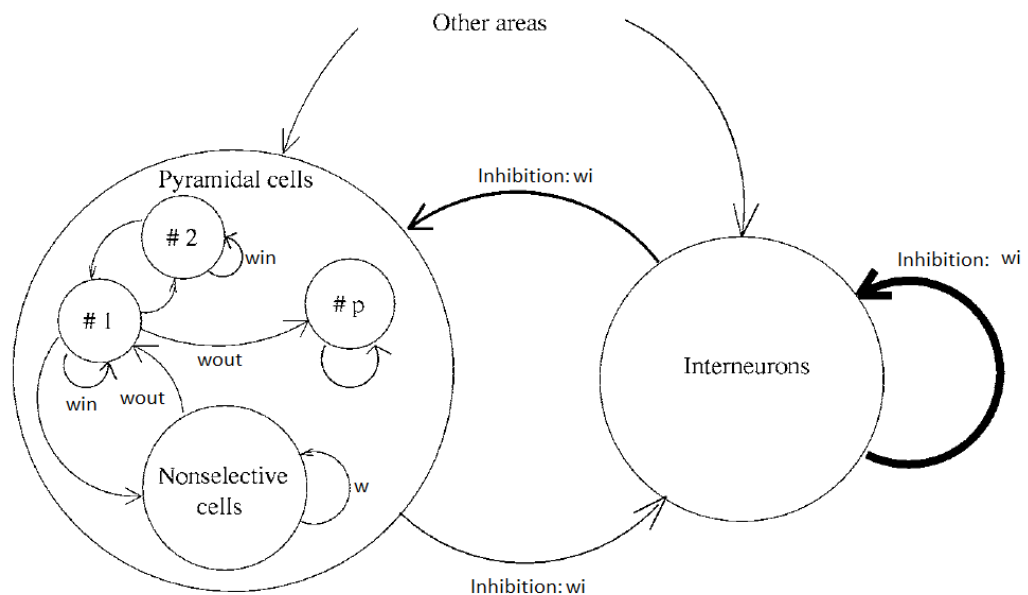 Other areas
Pyramidal cells
Inhibition: wi
# 2
win
Inhibition: wi
# 1
# p
wout
Interneurons
win
wout
Nonselective
cells
w
Inhibition: wi